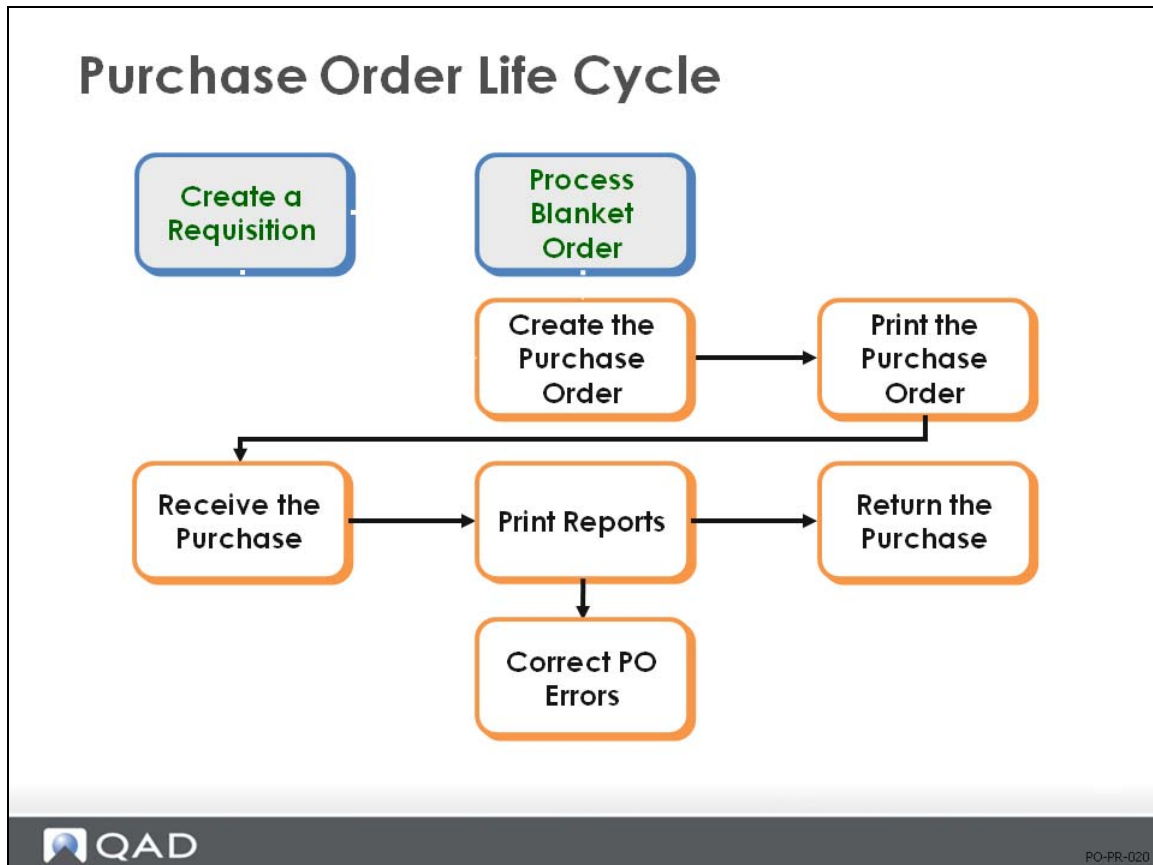 Purchase Order Life Cycle
Create a
Requisition
Process
Blanket
Order
Create the
Purchase
Order
Print the
Purchase
Order
Receive the
Purchase
Print Reports
Return the
Purchase
Correct PO
Errors
QAD
PO-PR-020